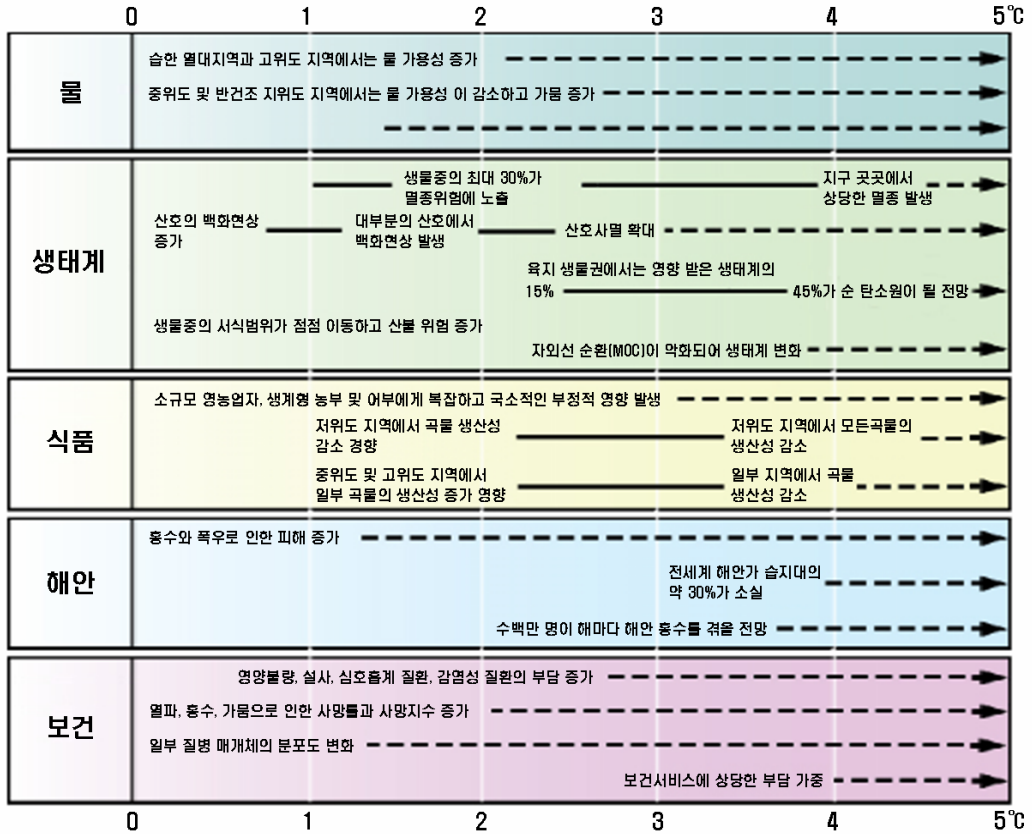 0 1 2 3 4 5℃
물
습한 열대지역과 고위도 지역에서는 물 가용성 증가
중위도 및 반건조 지위도 지역에서는 물 가용성 이 감소하고 가뭄 증가
생태계
생물중의 최대 30%가
멸종위험에 노출
지구 곳곳에서
상당한 멸종 발생
산호의 백화현상
증가
대부분의 산호에서
백화현상 발생
산호사멸 확대
육지 생물권에서는 영향 받은 생태계의
15%
45%가 순 탄소원이 될 전망
생물중의 서식범위가 점점 이동하고 산불 위험 증가
자외선 순환(MOC)이 악화되어 생태계 변화
식품
소규모 영농업자, 생계형 농부 및 어부에게 복잡하고 국소적인 부정적 영향 발생
저위도 지역에서 곡물 생산성
감소 경향
저위도 지역에서 모든곡물의
생산성 감소
중위도 및 고위도 지역에서
일부 곡물의 생산성 증가 영향
일부 지역에서 곡물
생산성 감소
해안
홍수와 폭우로 인한 피해 증가
전세계 해안가 습지대의
약 30%가 소실
수백만 명이 해마다 해안 홍수를 겪을 전망
보건
영양불량, 설사, 심호흡계 질환, 감염성 질환의 부담 증가
열파, 홍수, 가뭄으로 인한 사망률과 사망지수 증가
일부 질병 매개체의 분포도 변화
보건서비스에 상당한 부담 가중
0 1 2 3 4 5℃